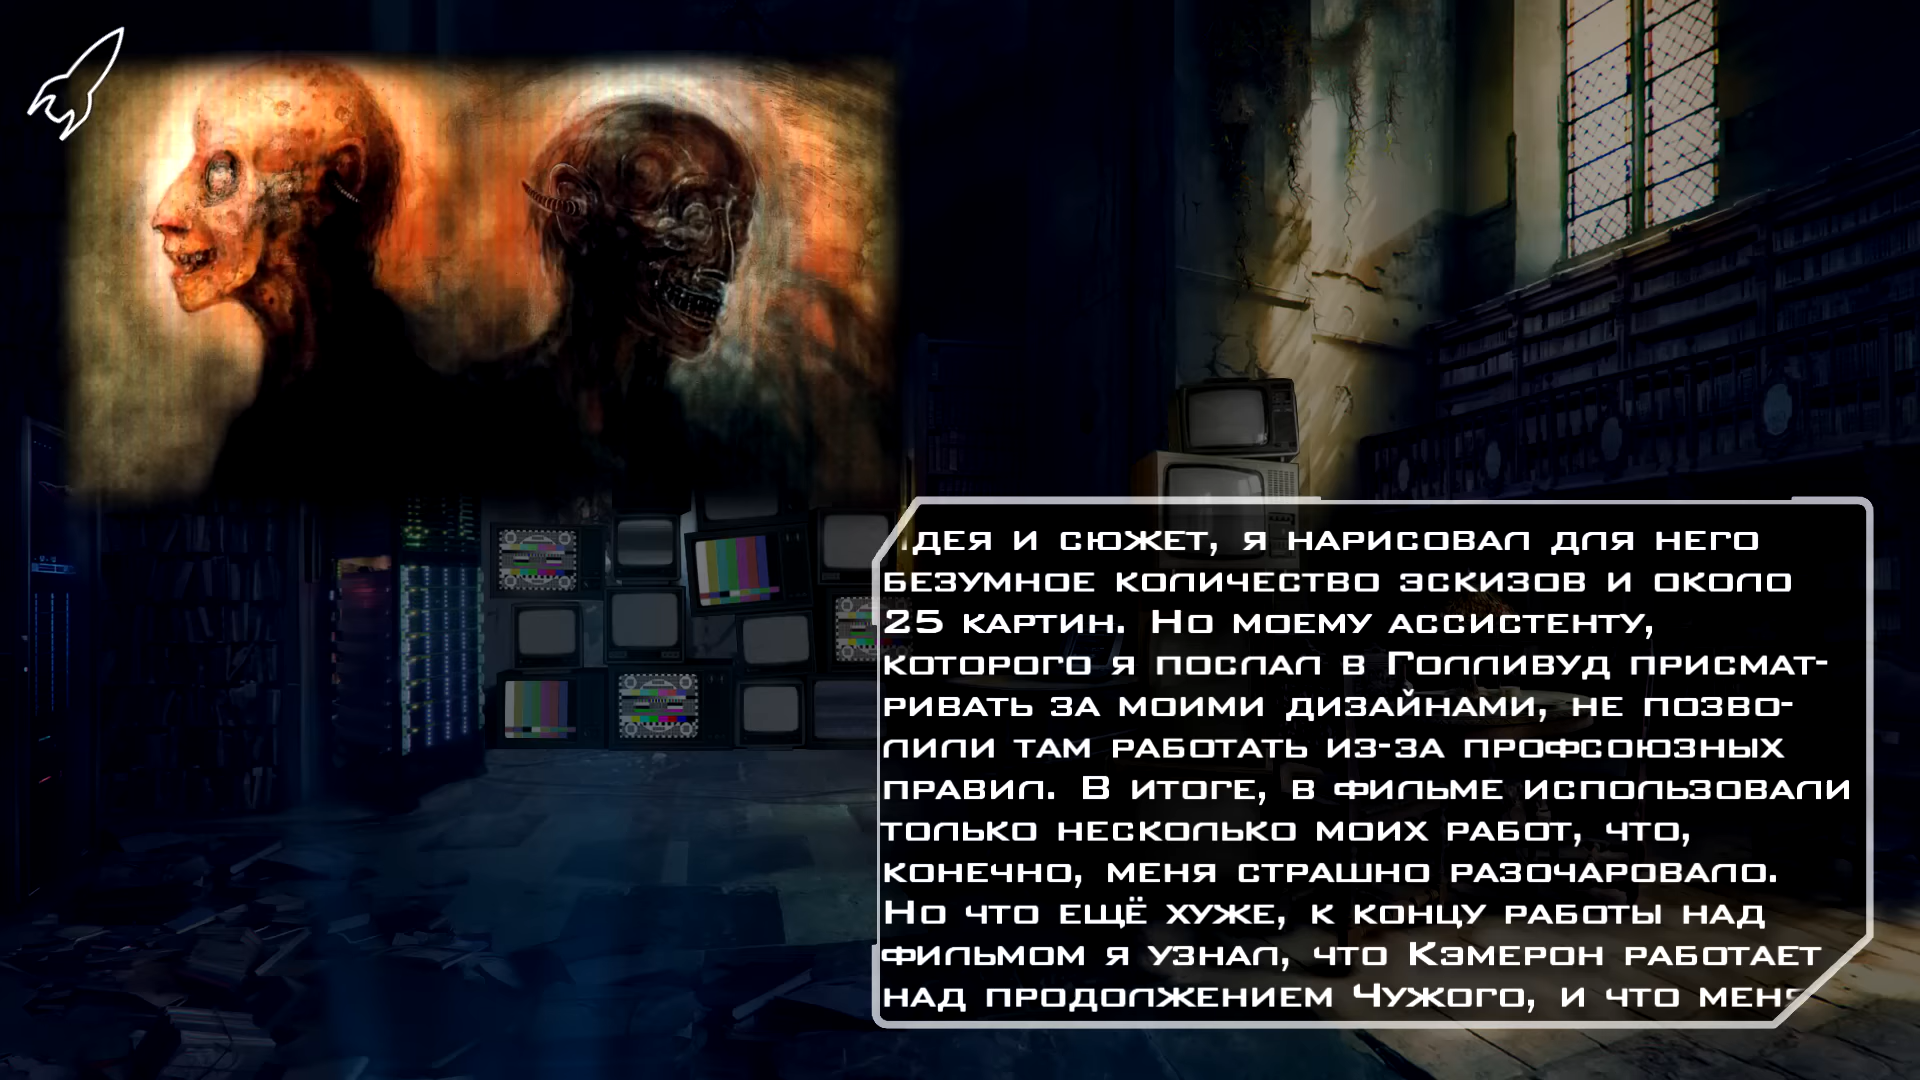 дея и сюжет, я нарисовал для него
безумное количество эскизов и около
25 картин. Но моему ассистенту,
которого я послал в Голливуд присмат-
ривать за моими дизайнами, не позво-
лили там работать из-за профсоюзных
правил. В итоге, в фильме использовали
только несколько моих работ, что,
конечно, меня страшно разочаровало.
Но что ещё хуже, к концу работы над
фильмом я узнал, что Кэмерон работает
над продолжением Чужого, и что меня